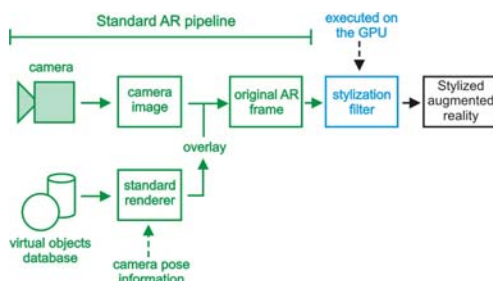 Standard AR pipeline
executed on
the GPU
camera
camera
image
original AR
frame
stylization
filter
Stylized
augmented
reality
overlay
standard
renderer
virtual objects
database
camera pose
information